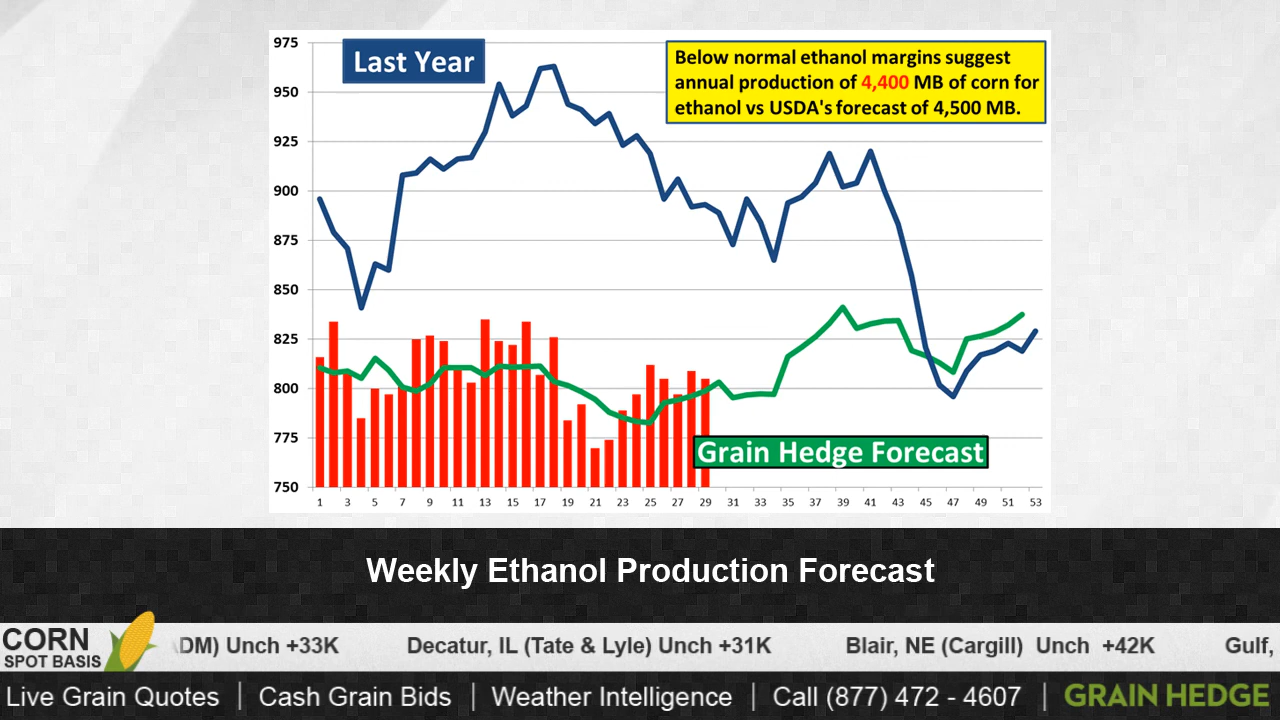 Last Year
Below normal ethanol margins suggest
annual production of 4,400 MB of corn for
ethanol vs USDA's forecast of 4,500 MB.
975
950
925
900
875
850
825
800
775
750
Grain Hedge Forecast
1 3 5 7 9 11 13 15 17 19 21 23 25 27 29 31 33 35 37 39 41 43 45 47 49 51 53
Weekly Ethanol Production Forecast
CORN
SPOT BASIS
DM) Unch +33K Decatur, IL (Tate & Lyle) Unch +31K Blair, NE (Cargill) Unch +42K Gulf,
Live Grain Quotes | Cash Grain Bids | Weather Intelligence | Call (877) 472 - 4607 | GRAIN HEDGE